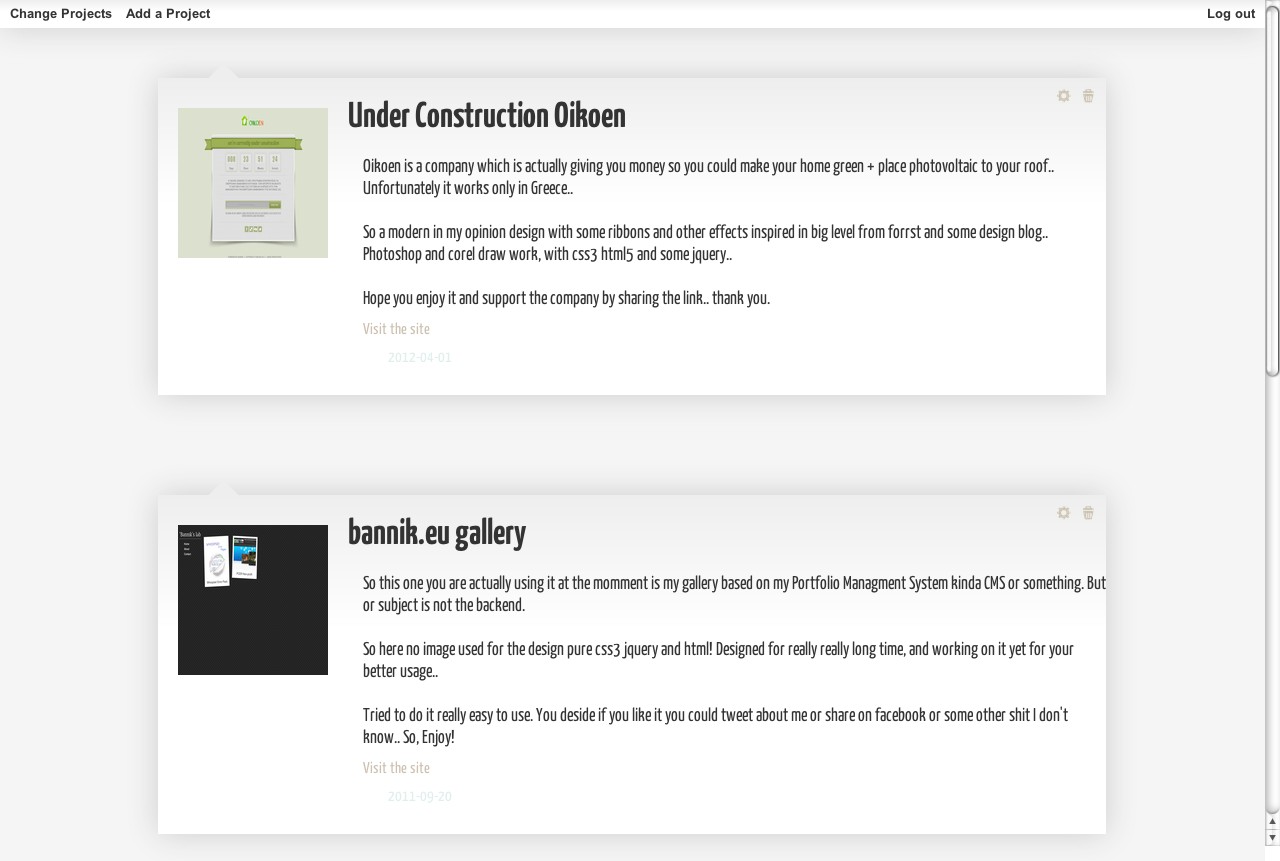 Change Projects Add a Project Log out
Under Construction Oikoen
Oikoen is a company which is actually giving you money so you could make your home green + place photovoltaic to your roof..
Unfortunately it works only in Greece..
So a modern in my opinion design with some ribbons and other effects inspired in big level from forrst and some design blog..
Photoshop and corel draw work, with css3 html5 and some jquery..
Hope you enjoy it and support the company by sharing the link.. thank you.
Visit the site
2012-04-01
bannik.eu gallery
So this one you are actually using it at the momment is my gallery based on my Portfolio Managment System kinda CMS or something. But
or subject is not the backend.
So here no image used for the design pure css3 jquery and html! Designed for really really long time, and working on it yet for your
better usage..
Tried to do it really easy to use. You deside if you like it you could tweet about me or share on facebook or some other shit I don't
know.. So, Enjoy!
Visit the site
2011-09-20